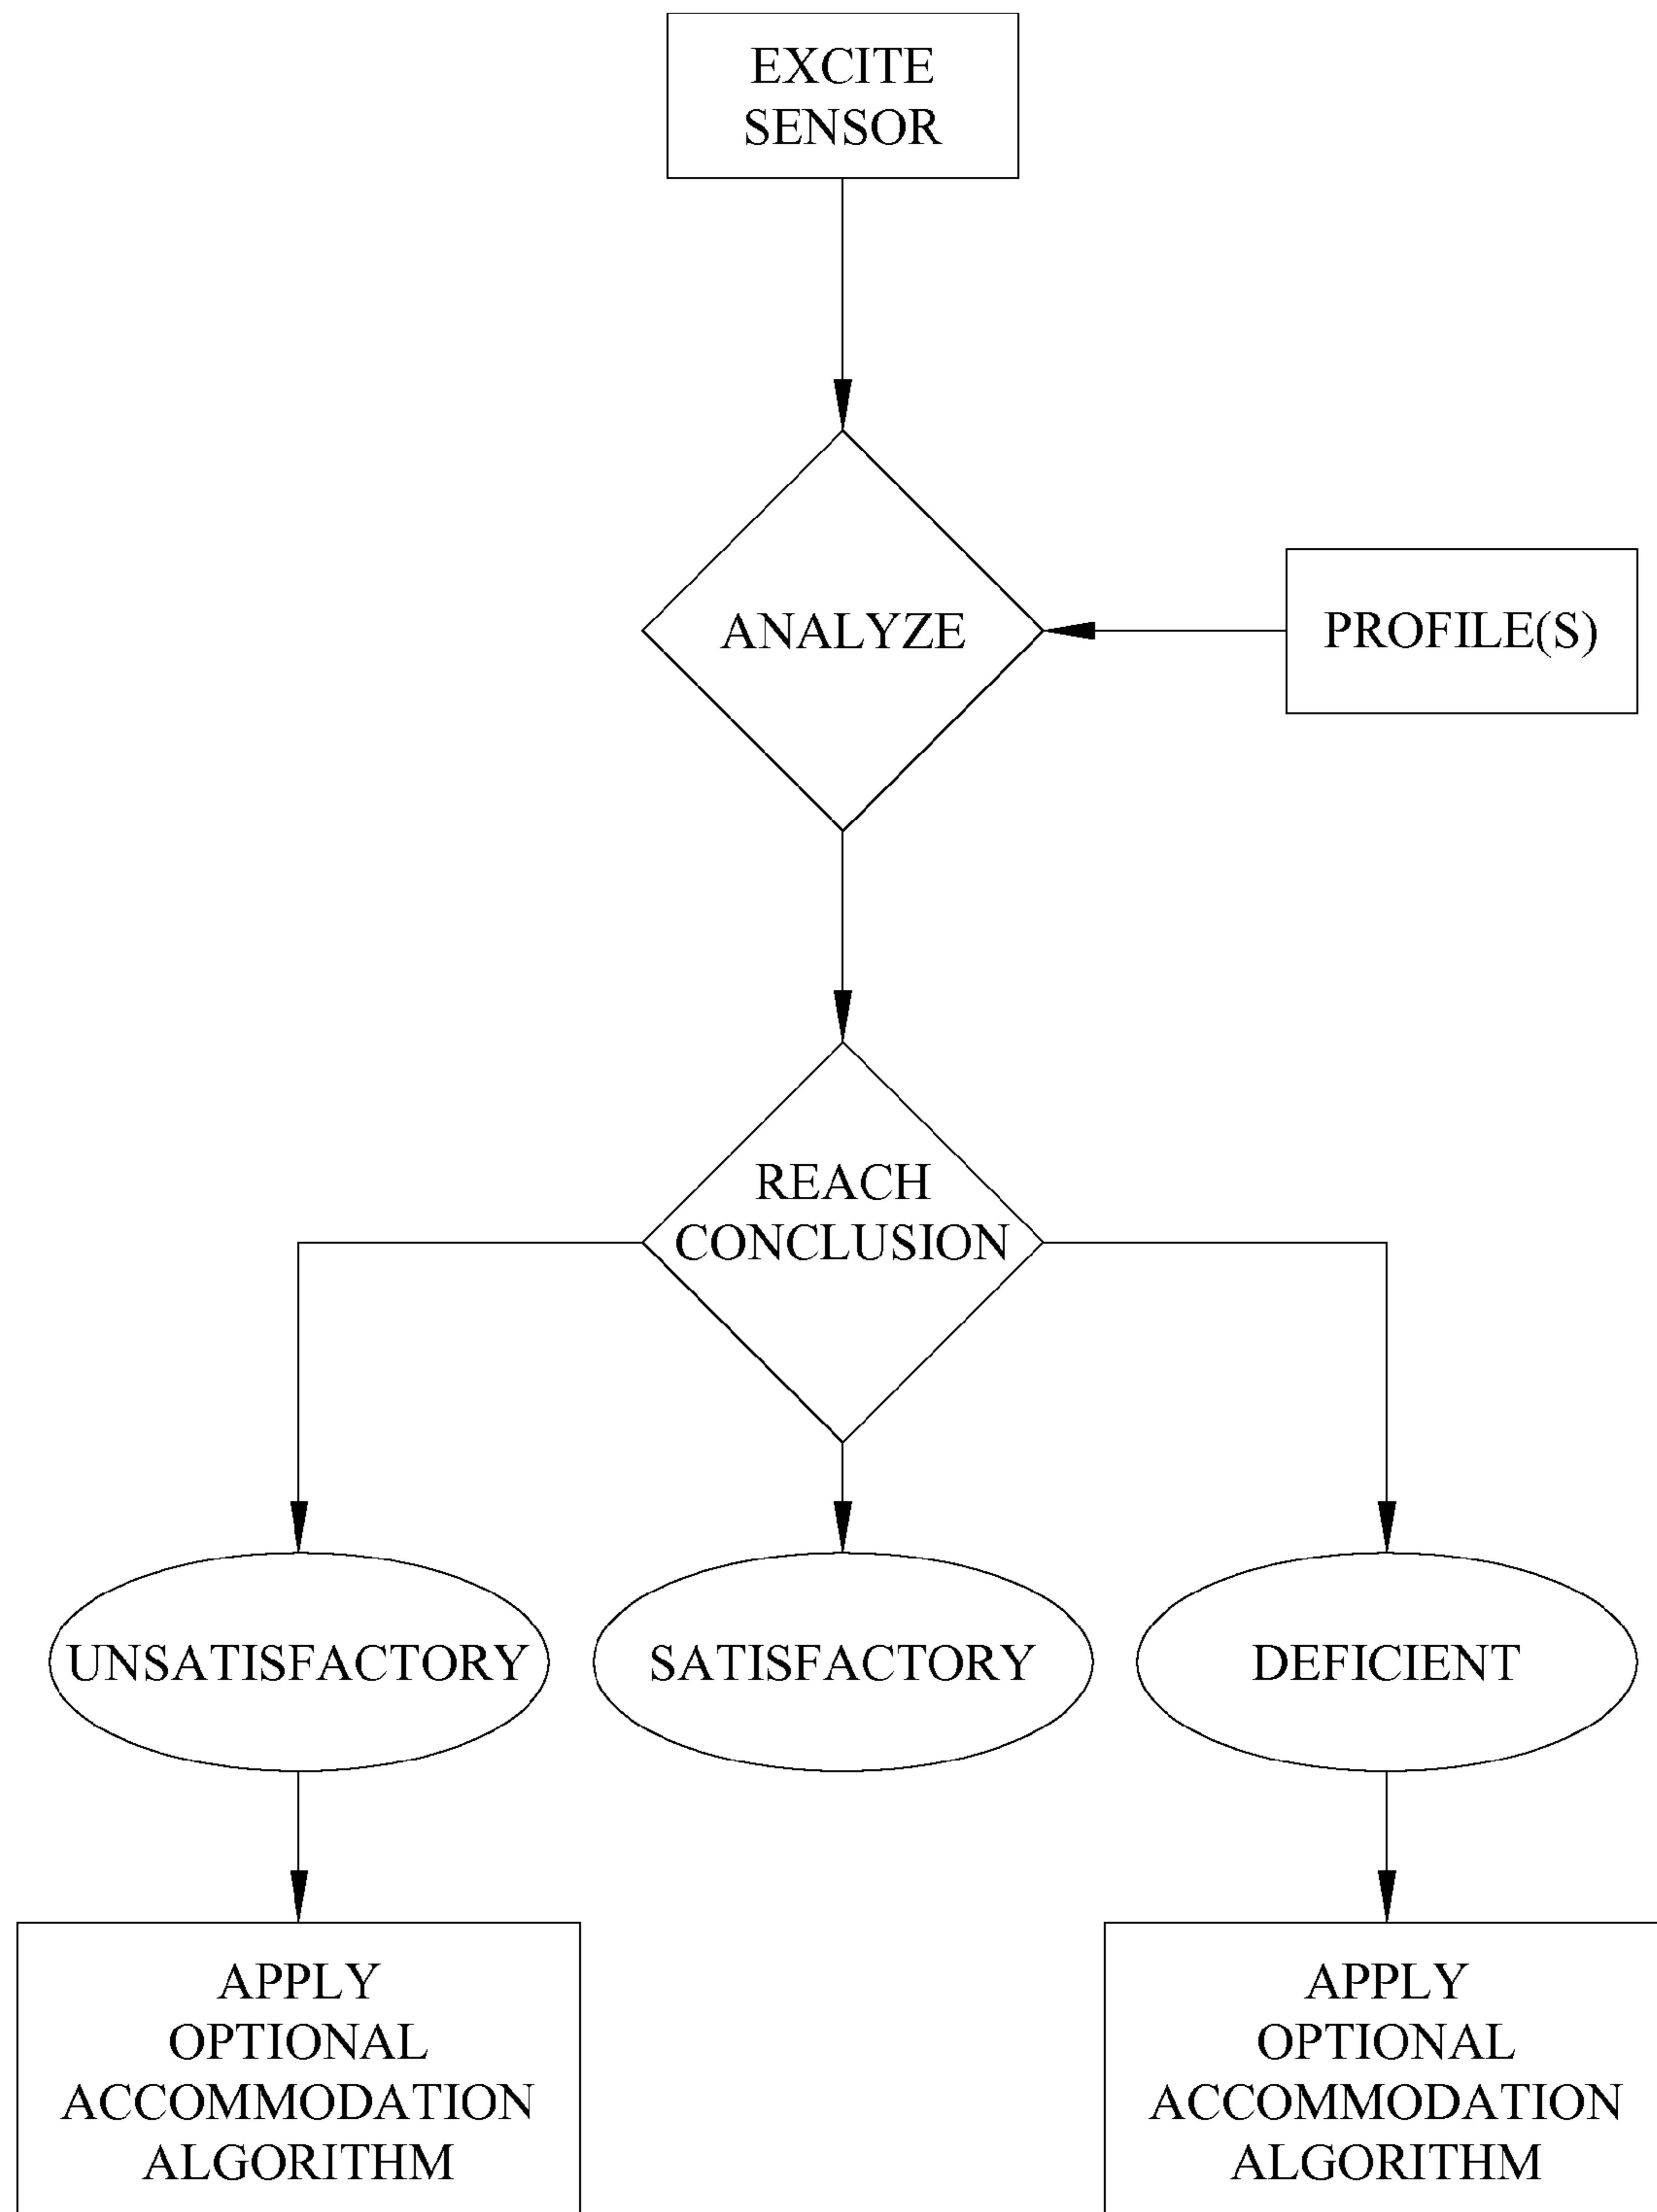 EXCITE
SENSOR
ANALYZE
PROFILE(S)
REACH
CONCLUSION
UNSATISFACTORY
SATISFACTORY
DEFICIENT
APPLY
OPTIONAL
ACCOMMODATION
ALGORITHM
APPLY
OPTIONAL
ACCOMMODATION
ALGORITHM